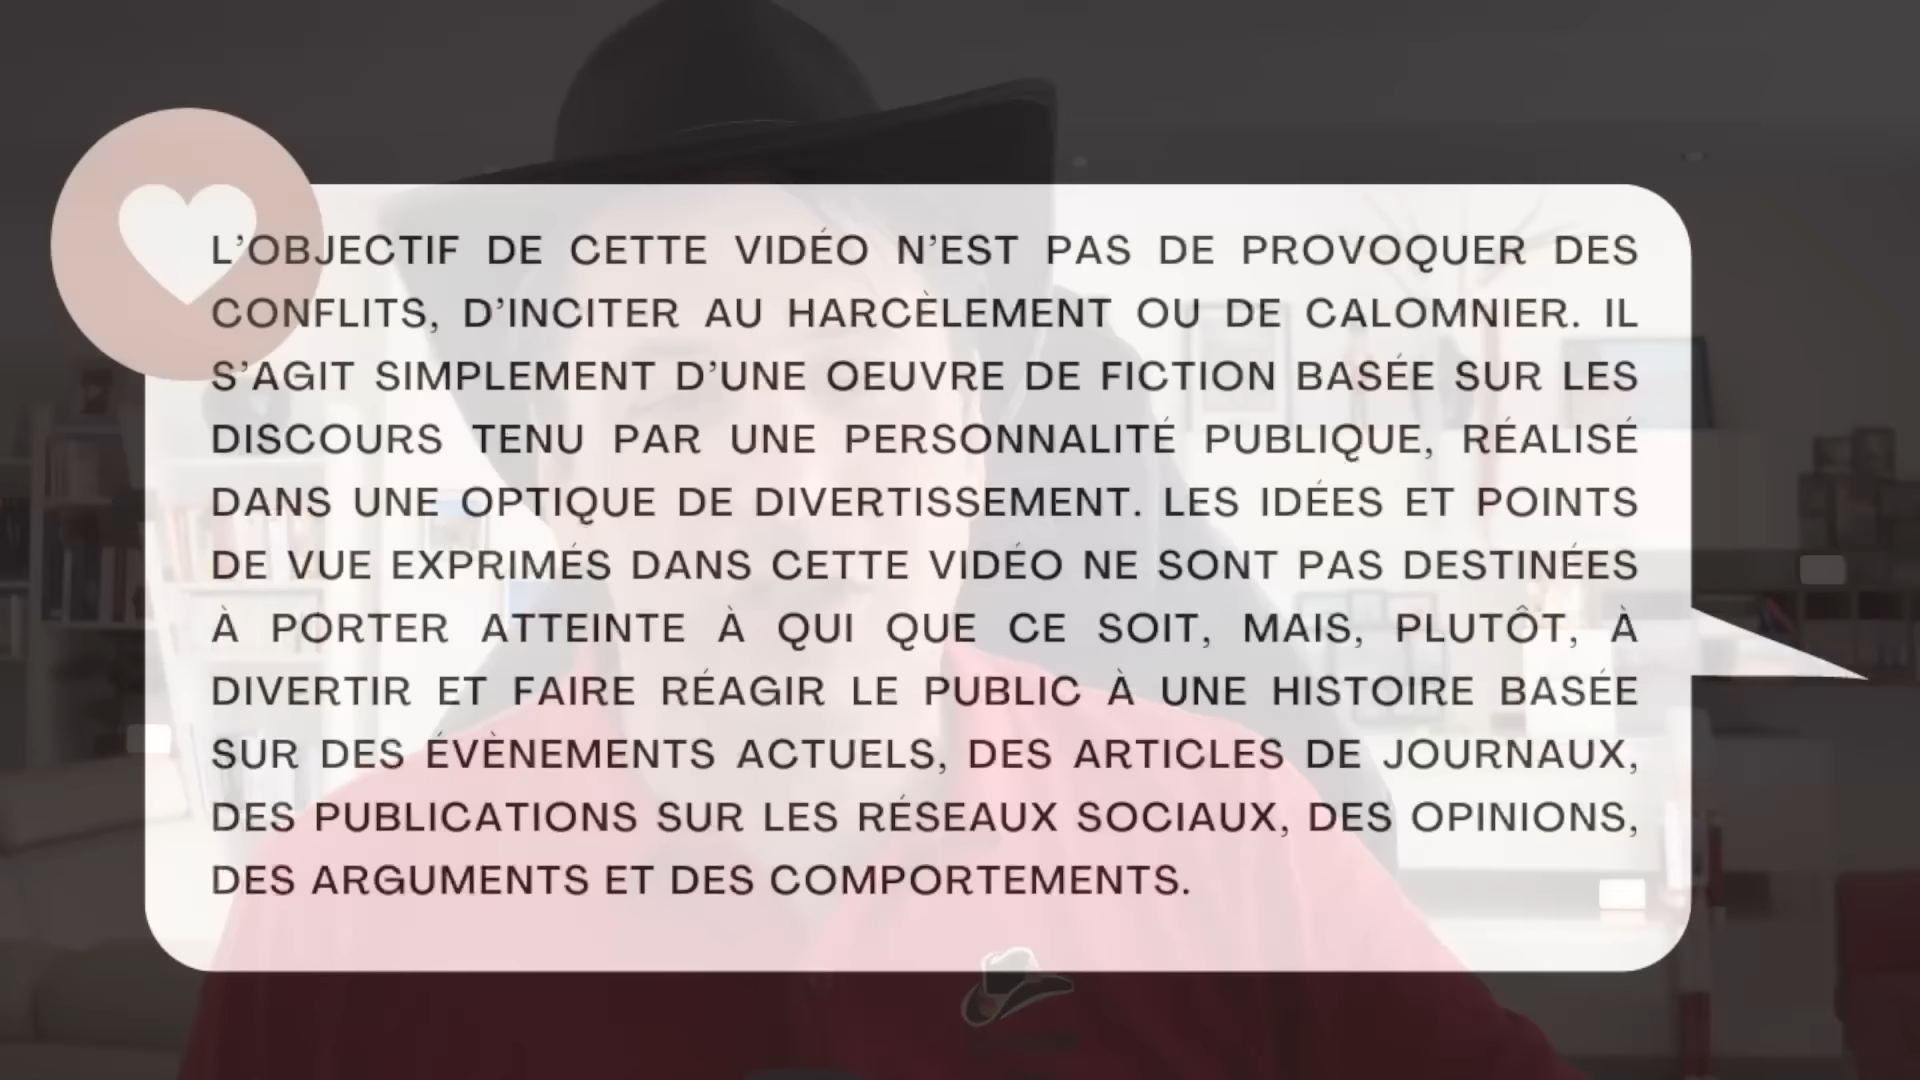 L’OBJECTIF DE CETTE VIDÉO N’EST PAS DE PROVOQUER DES
CONFLITS, D’INCITER AU HARCÈLEMENT OU DE CALOMNIER. IL
S’AGIT SIMPLEMENT D’UNE OEUVRE DE FICTION BASÉE SUR LES
DISCOURS TENU PAR UNE PERSONNALITÉ PUBLIQUE, RÉALISÉ
DANS UNE OPTIQUE DE DIVERTISSEMENT. LES IDÉES ET POINTS
DE VUE EXPRIMÉS DANS CETTE VIDÉO NE SONT PAS DESTINÉES
À PORTER ATTEINTE À QUI QUE CE SOIT, MAIS, PLUTÔT, À
DIVERTIR ET FAIRE RÉAGIR LE PUBLIC À UNE HISTOIRE BASÉE
SUR DES ÉVÈNEMENTS ACTUELS, DES ARTICLES DE JOURNAUX,
DES PUBLICATIONS SUR LES RÉSEAUX SOCIAUX, DES OPINIONS,
DES ARGUMENTS ET DES COMPORTEMENTS.